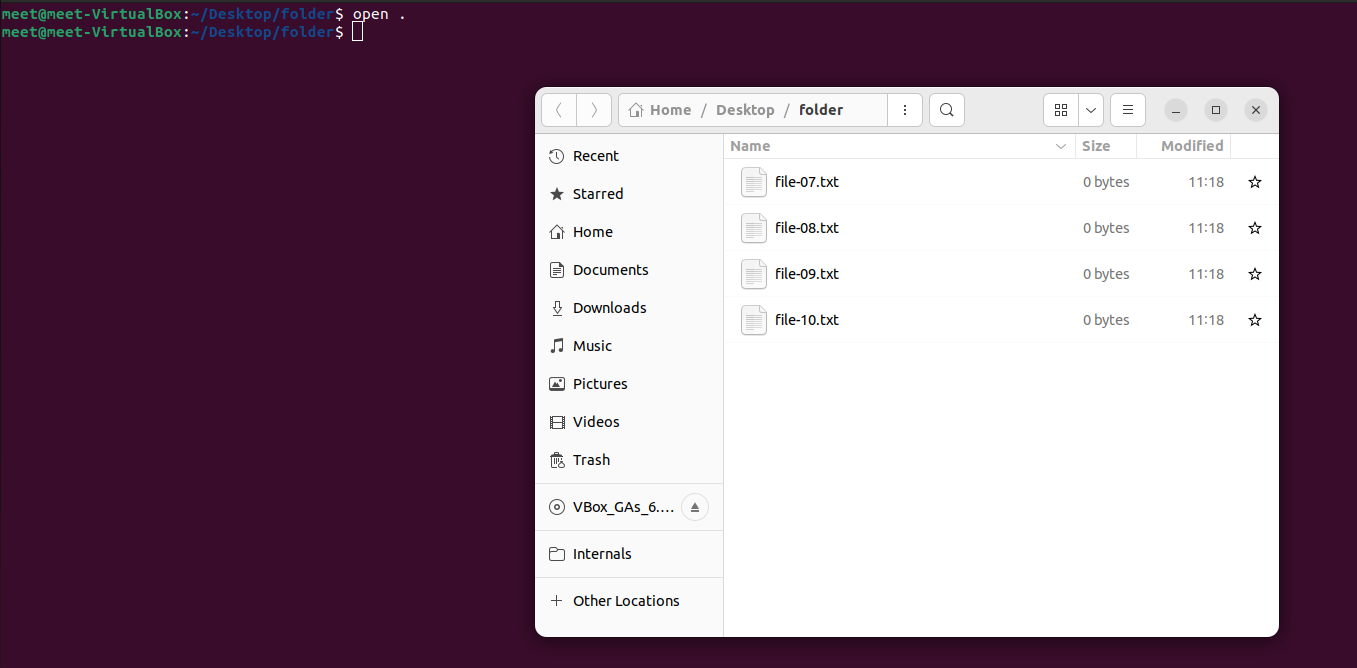 meet@meet-VirtualBox:~/Desktop/folder$ open .
meet@meet-VirtualBox:~/Desktop/folder$
Home / Desktop / folder
Name Size Modified
Recent
Starred
Home
Documents
Downloads
Music
Pictures
Videos
Trash
VBox_GAs_6....
Internals
Other Locations
file-07.txt 0 bytes 11:18
file-08.txt 0 bytes 11:18
file-09.txt 0 bytes 11:18
file-10.txt 0 bytes 11:18